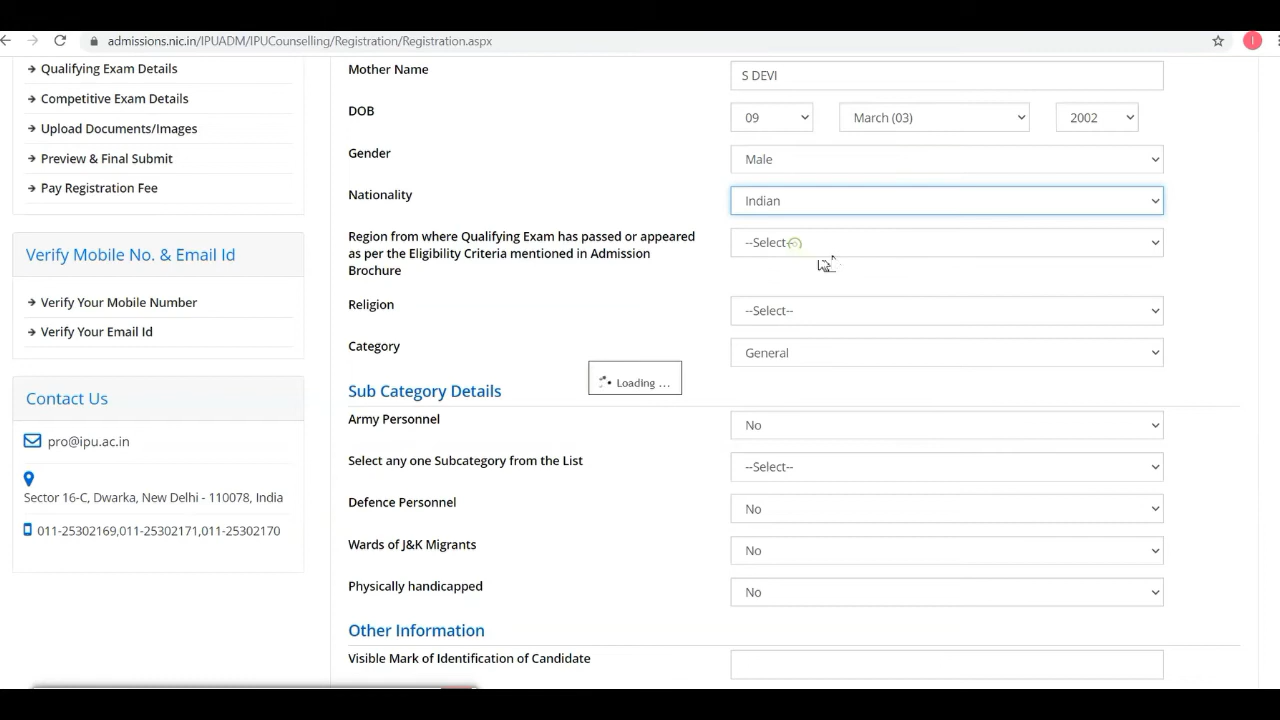 admissions.nic.in/IPUADM/IPUCounselling/Registration/Registration.aspx
I
Qualifying Exam Details
Competitive Exam Details
Upload Documents/Images
Preview & Final Submit
Pay Registration Fee
Verify Mobile No. & Email Id
Verify Your Mobile Number
Verify Your Email Id
Contact Us
pro@ipu.ac.in
Sector 16-C, Dwarka, New Delhi - 110078, India
011-25302169,011-25302171,011-25302170
Mother Name
S DEVI
DOB
09 March (03) 2002
Gender
Male
Nationality
Indian
Region from where Qualifying Exam has passed or appeared
as per the Eligibility Criteria mentioned in Admission
Brochure
--Select--
Religion
--Select--
Category
General
Loading ...
Sub Category Details
Army Personnel
No
Select any one Subcategory from the List
--Select--
Defence Personnel
No
Wards of J&K Migrants
No
Physically handicapped
No
Other Information
Visible Mark of Identification of Candidate